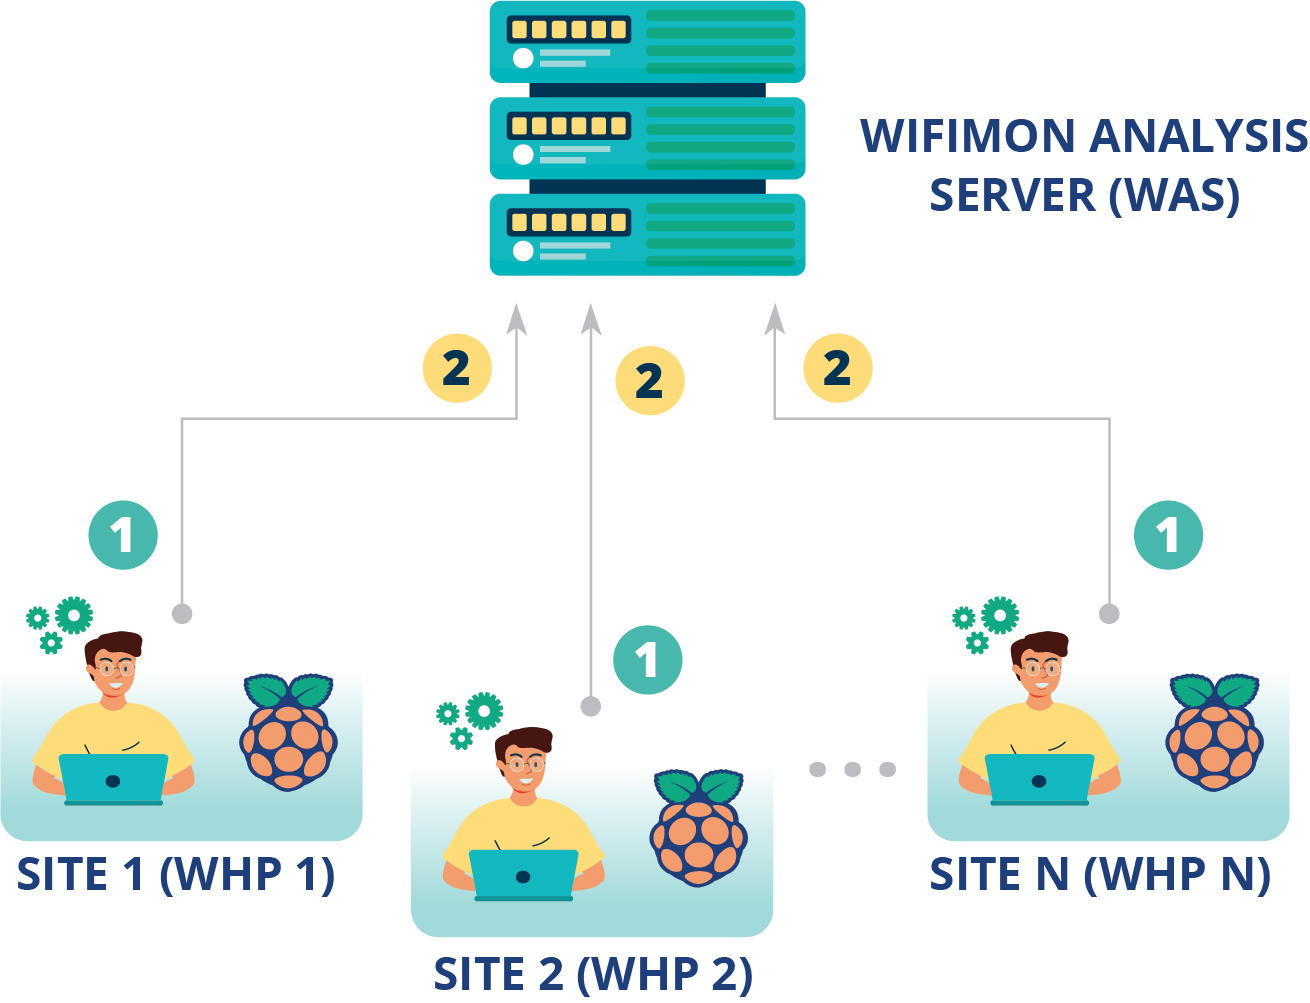 WIFIMON ANALYSIS
SERVER (WAS)
2
2
2
1
1
1
SITE 1 (WHP 1)
SITE N (WHP N)
SITE 2 (WHP 2)